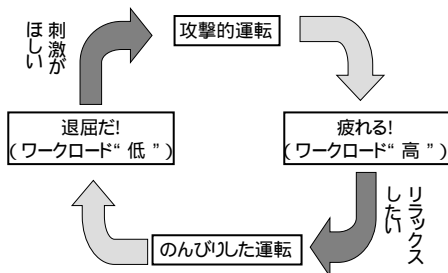 刺激が
ほしい
攻撃的運転
退屈だ!
(ワークロード“低”)
疲れる!
(ワークロード“高”)
リラックス
したい
のんびりした運転